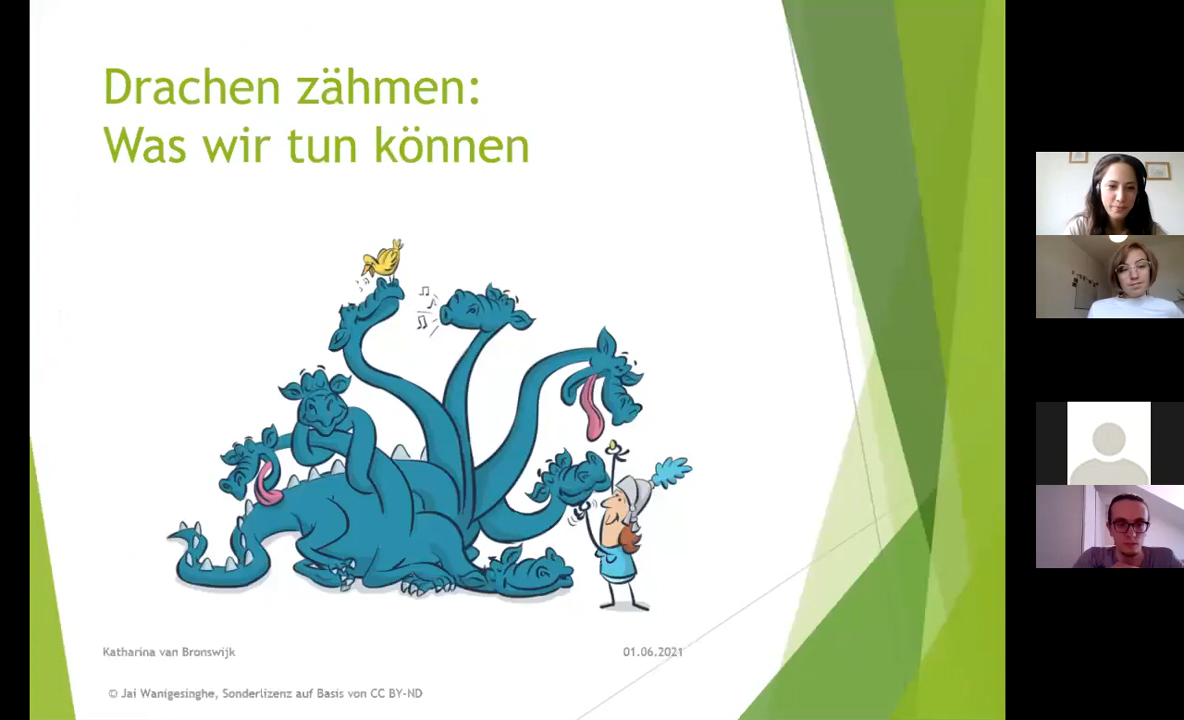 Drachen zähmen:
Was wir tun können
Katharina van Bronswijk
01.06.2021
© Jai Wanigesinghe, Sonderlizenz auf Basis von CC BY-ND